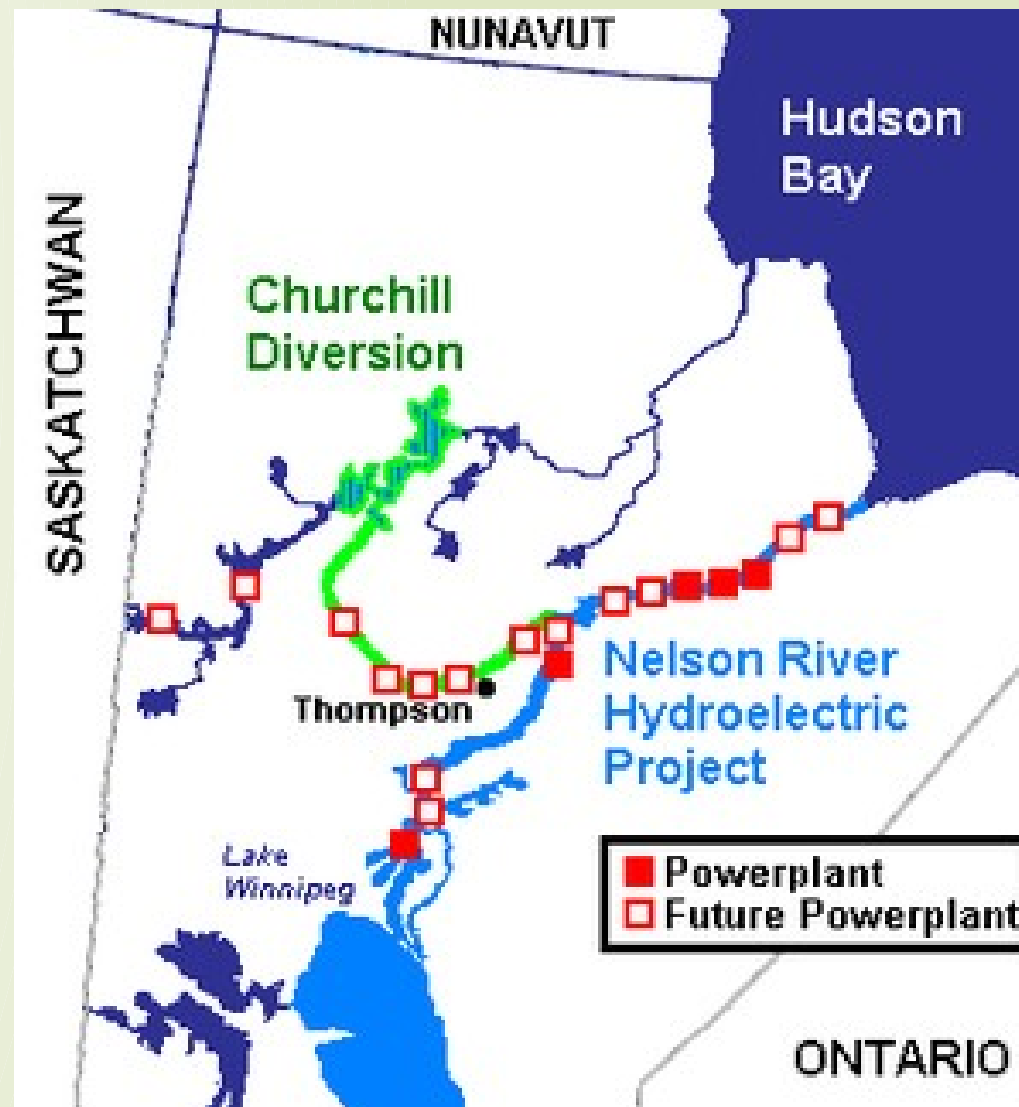 NUNAVUT
Hudson
Bay
SASKATCHWAN
Churchill
Diversion
Thompson
Nelson River
Hydroelectric
Project
Lake
Winnipeg
Powerplant
Future Powerplant
ONTARIO